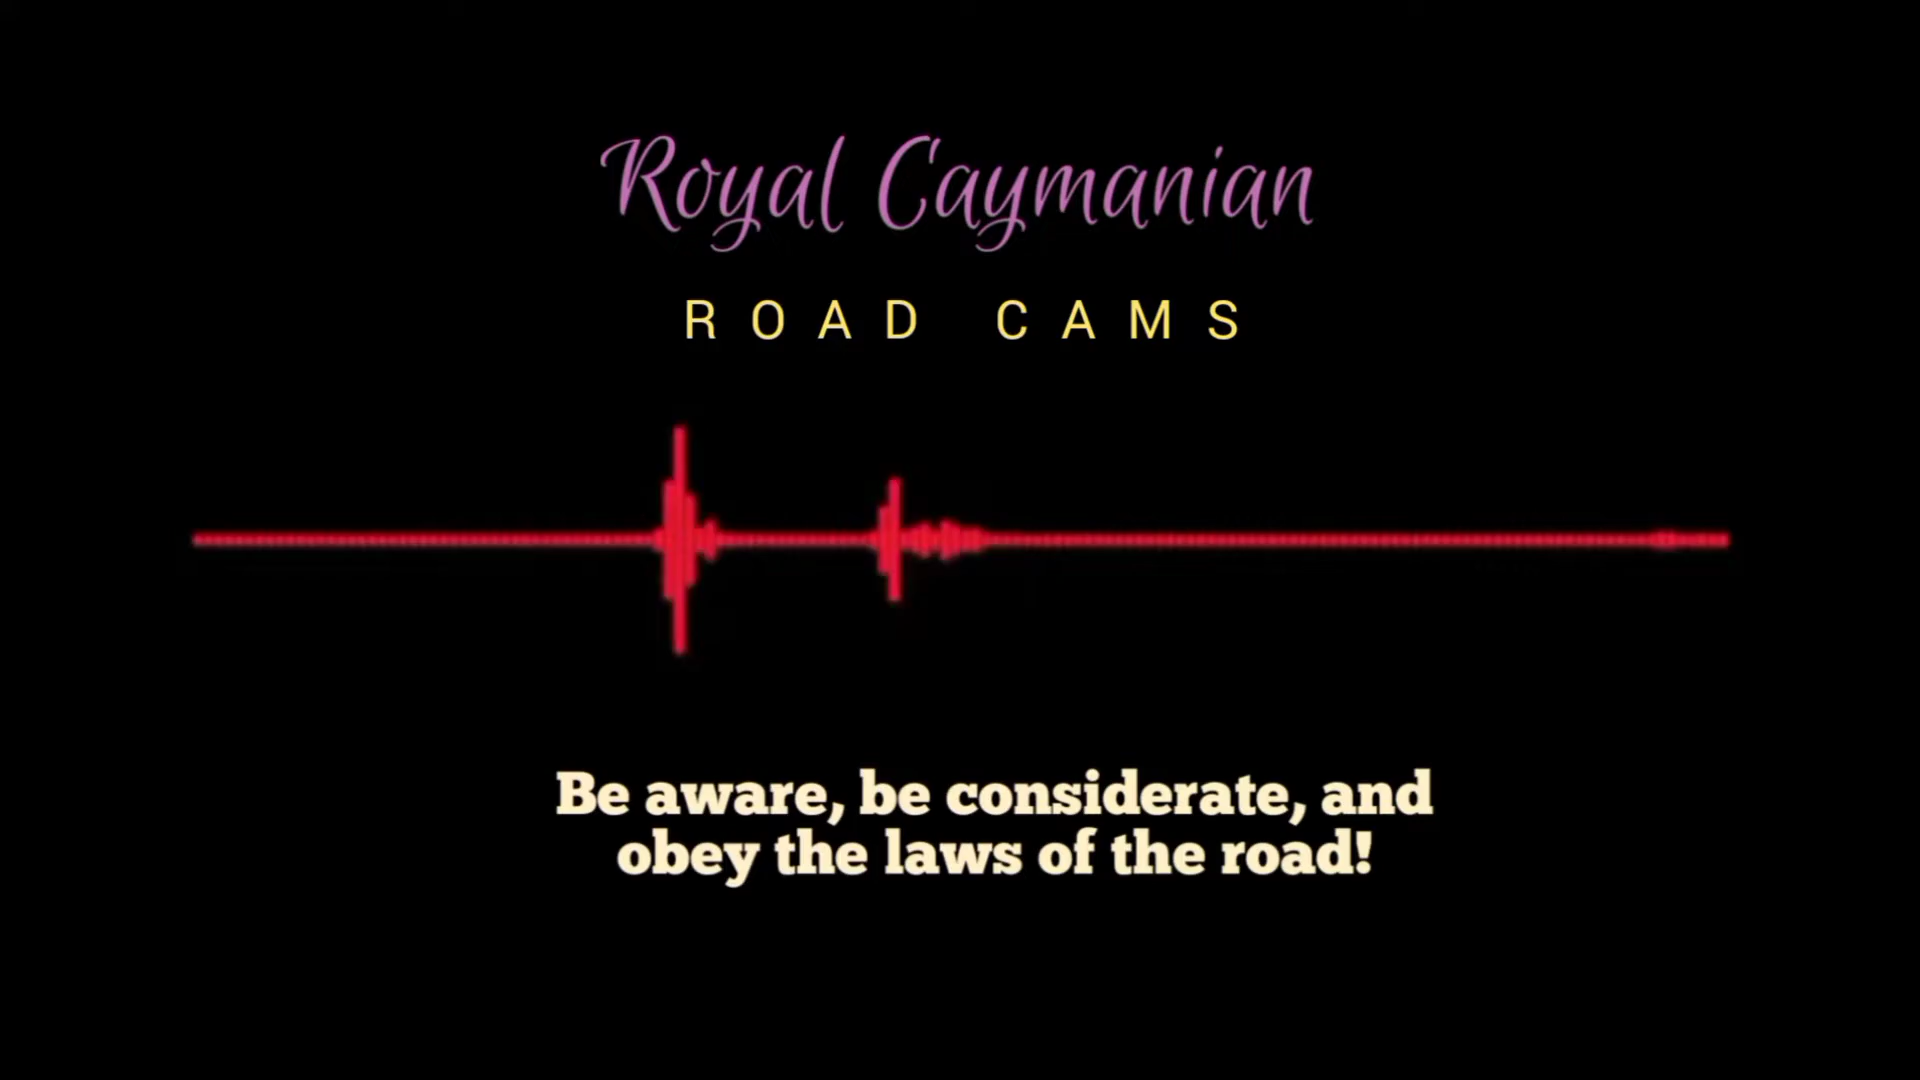 Royal Caymanian
ROAD CAMS
Be aware, be considerate, and
obey the laws of the road!